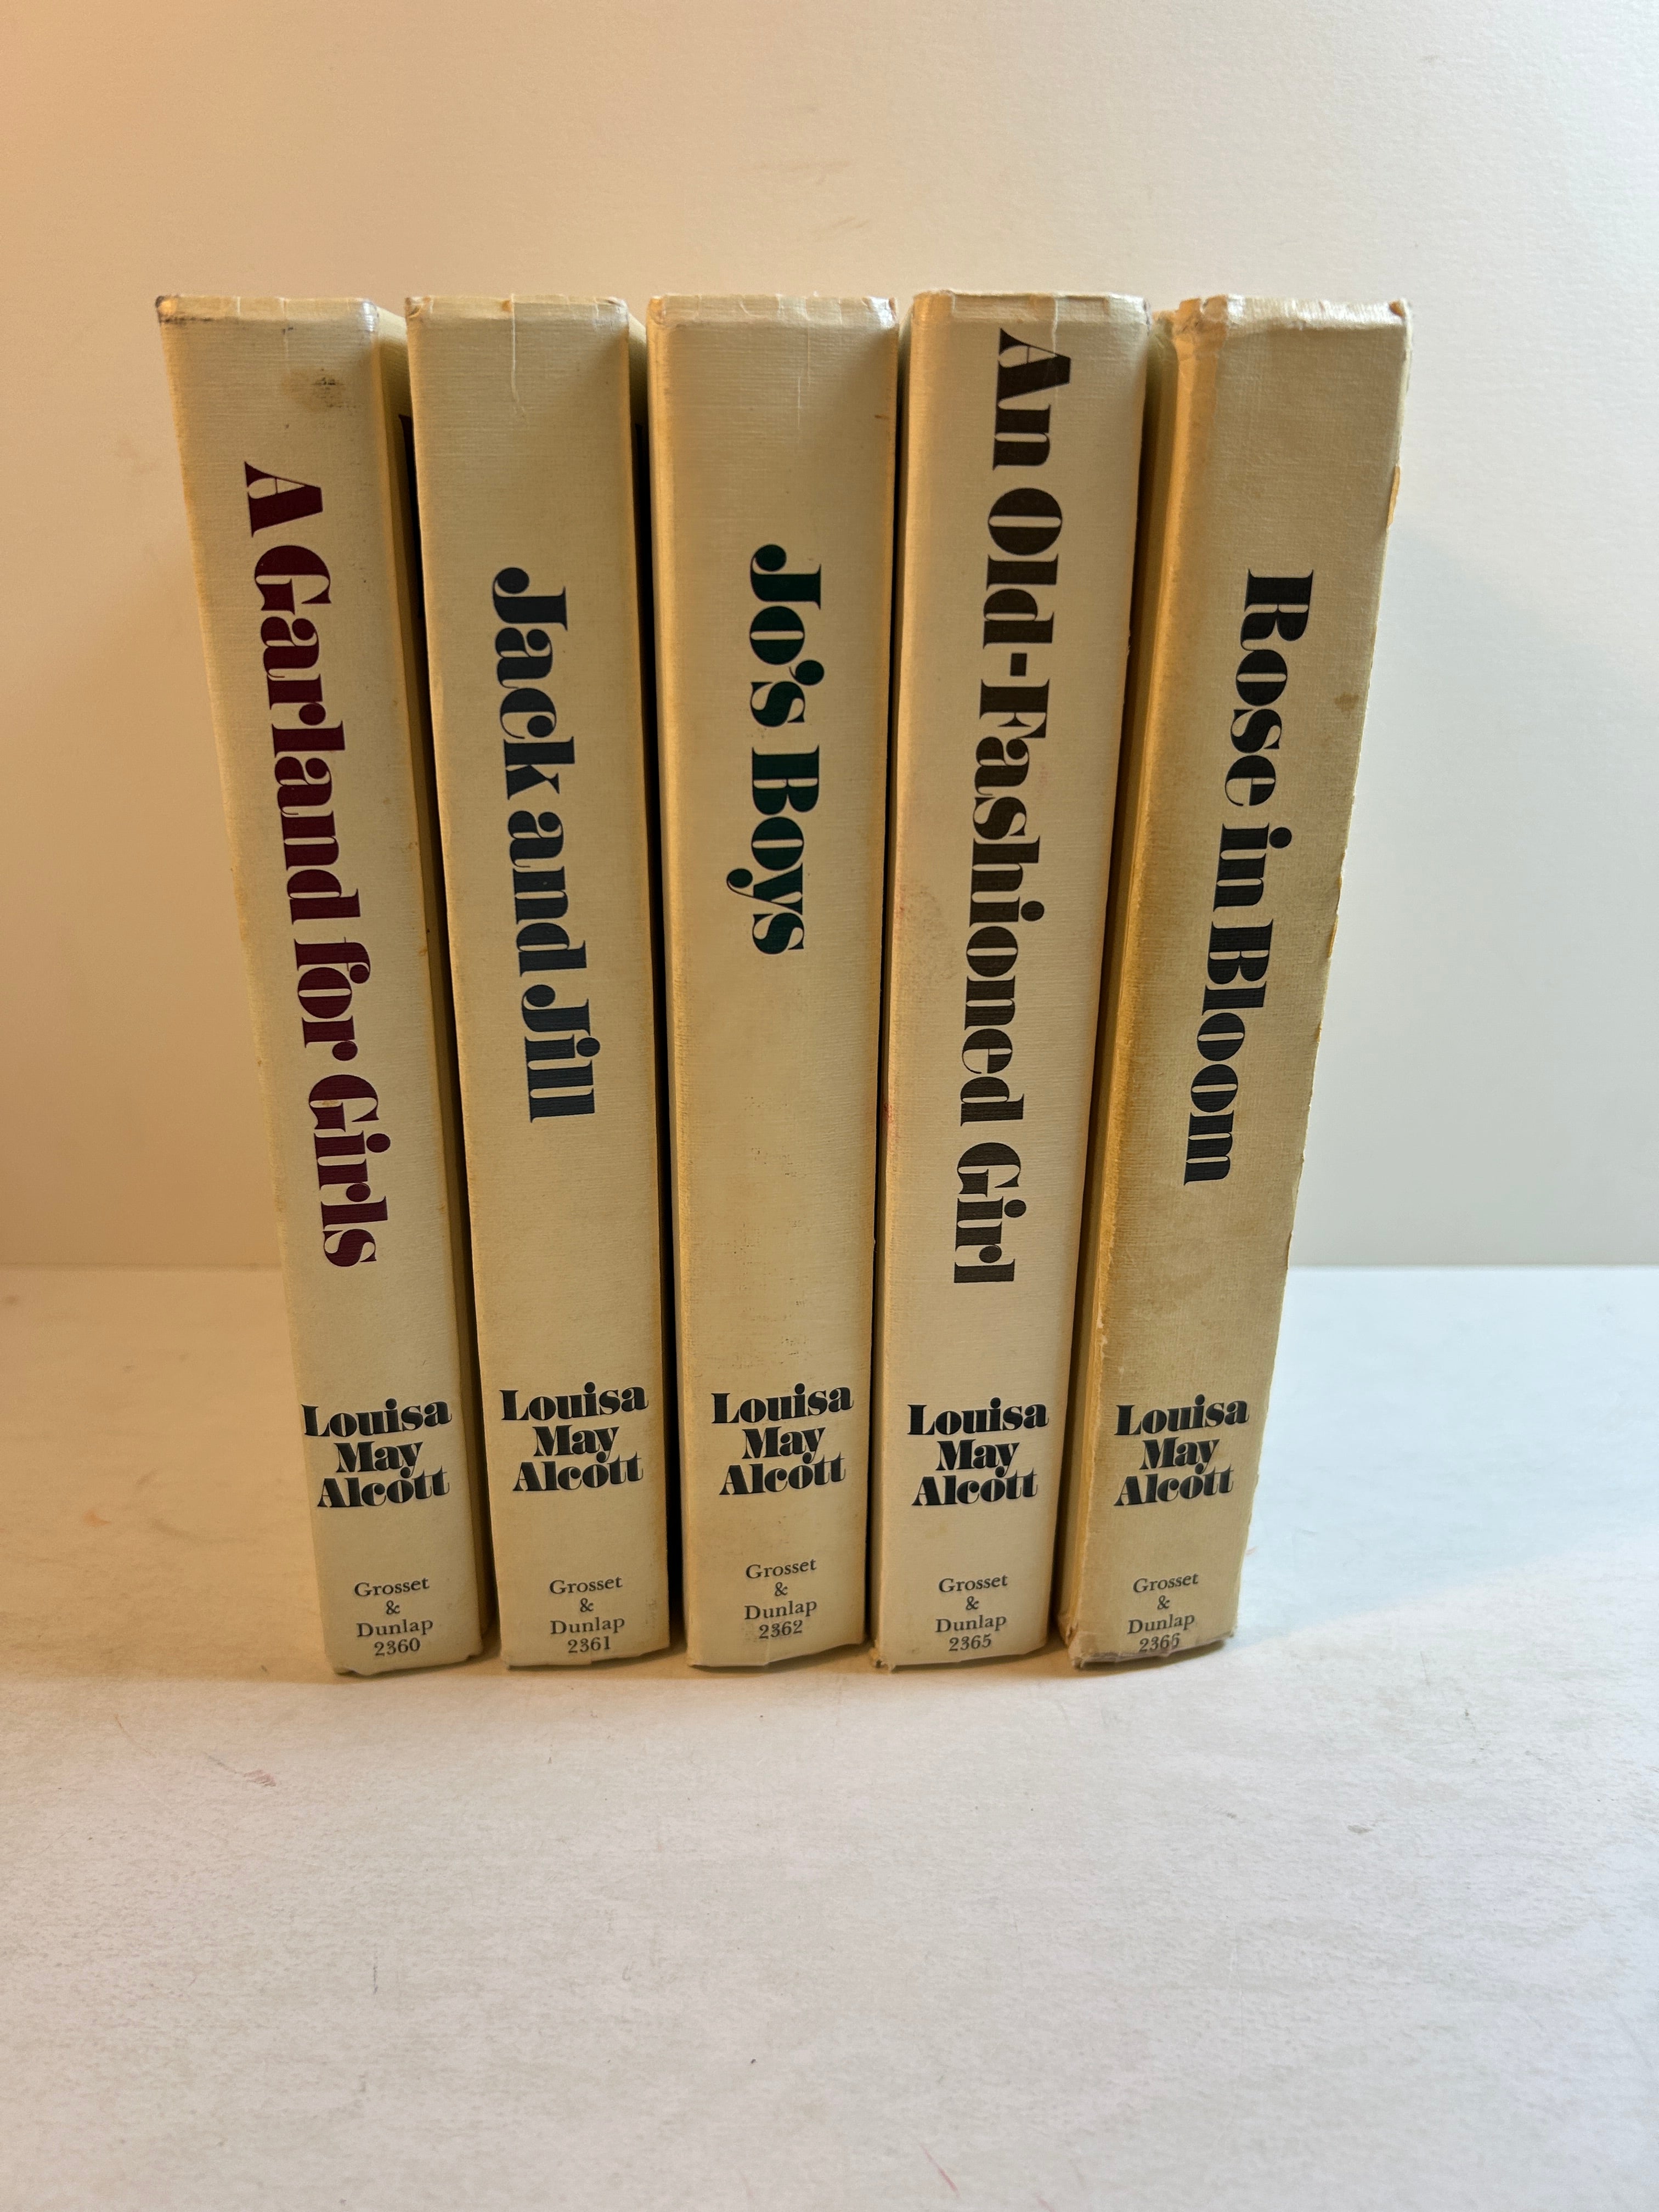 A Garland for Girls
Louisa
May
Alcott
Grosset
&
Dunlap
2360
Jack and Jill
Louisa
May
Alcott
Grosset
&
Dunlap
2361
Jo's Boys
Louisa
May
Alcott
Grosset
&
Dunlap
2362
An Old-Fashioned Girl
Louisa
May
Alcott
Grosset
&
Dunlap
2365
Rose in Bloom
Louisa
May
Alcott
Grosset
&
Dunlap
2366